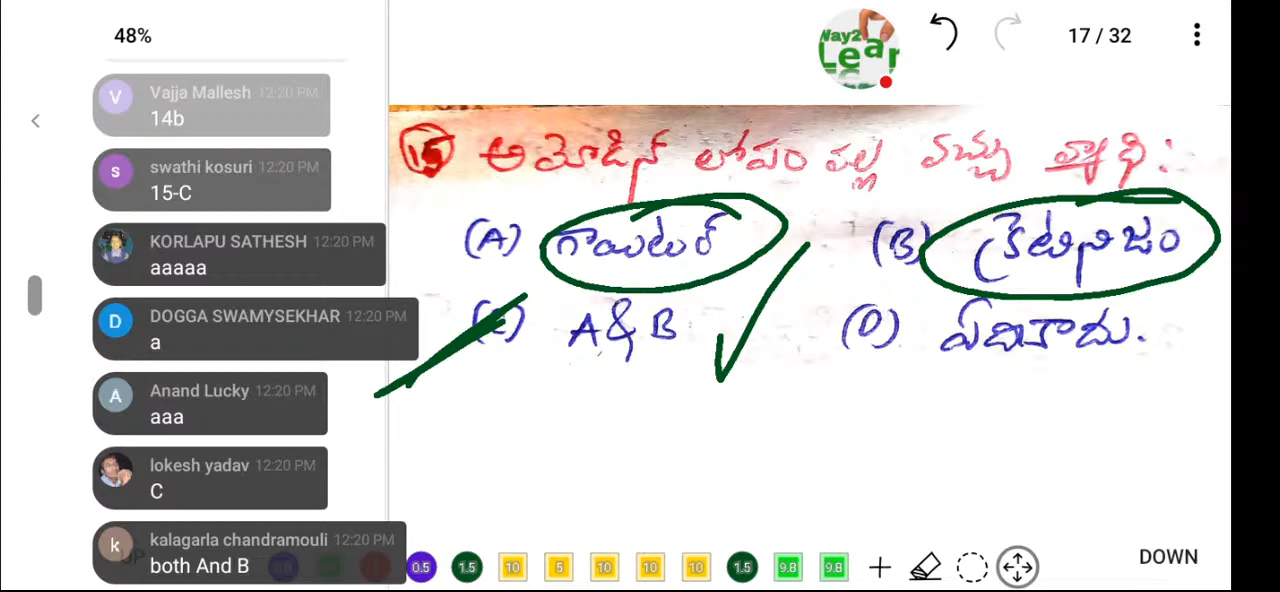 48%
Way2
Lear
17 / 32
V
Vajja Mallesh 12:20 PM
14b
s
swathi kosuri 12:20 PM
15-C
KORLAPU SATHESH 12:20 PM
aaaaa
D
DOGGA SWAMYSEKHAR 12:20 PM
a
A
Anand Lucky 12:20 PM
aaa
lokesh yadav 12:20 PM
C
k
kalagarla chandramouli 12:20 PM
both And B
15 అమోడిన్ లోపం వల్ల వచ్చు వ్యాధి:
(A) గాయిటర్ (B) క్రెటినిజం
(C) A & B (D) ఏదికాదు.
0.5 1.5 10 5 10 10 10 1.5 9.8 9.8
DOWN